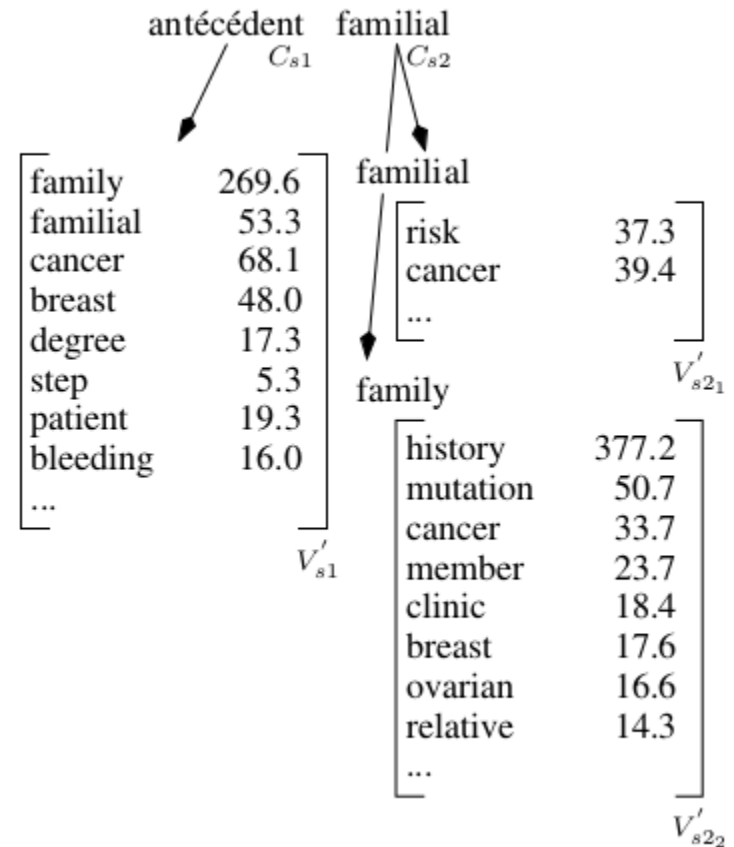 antécédent familial
C_{s1} C_{s2}
family 269.6
familial 53.3
cancer 68.1
breast 48.0
degree 17.3
step 5.3
patient 19.3
bleeding 16.0
...
V'_{s1}
familial
risk 37.3
cancer 39.4
...
V'_{s2_1}
family
history 377.2
mutation 50.7
cancer 33.7
member 23.7
clinic 18.4
breast 17.6
ovarian 16.6
relative 14.3
...
V'_{s2_2}